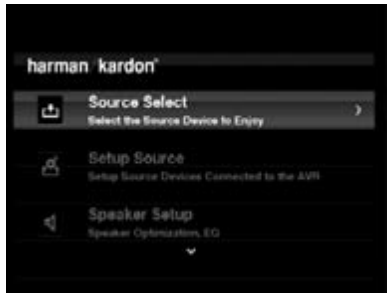 harman/kardon®
Source Select
Select the Source Device to Enjoy
Setup Source
Setup Source Devices Connected to the AVR
Speaker Setup
Speaker Optimization, EQ